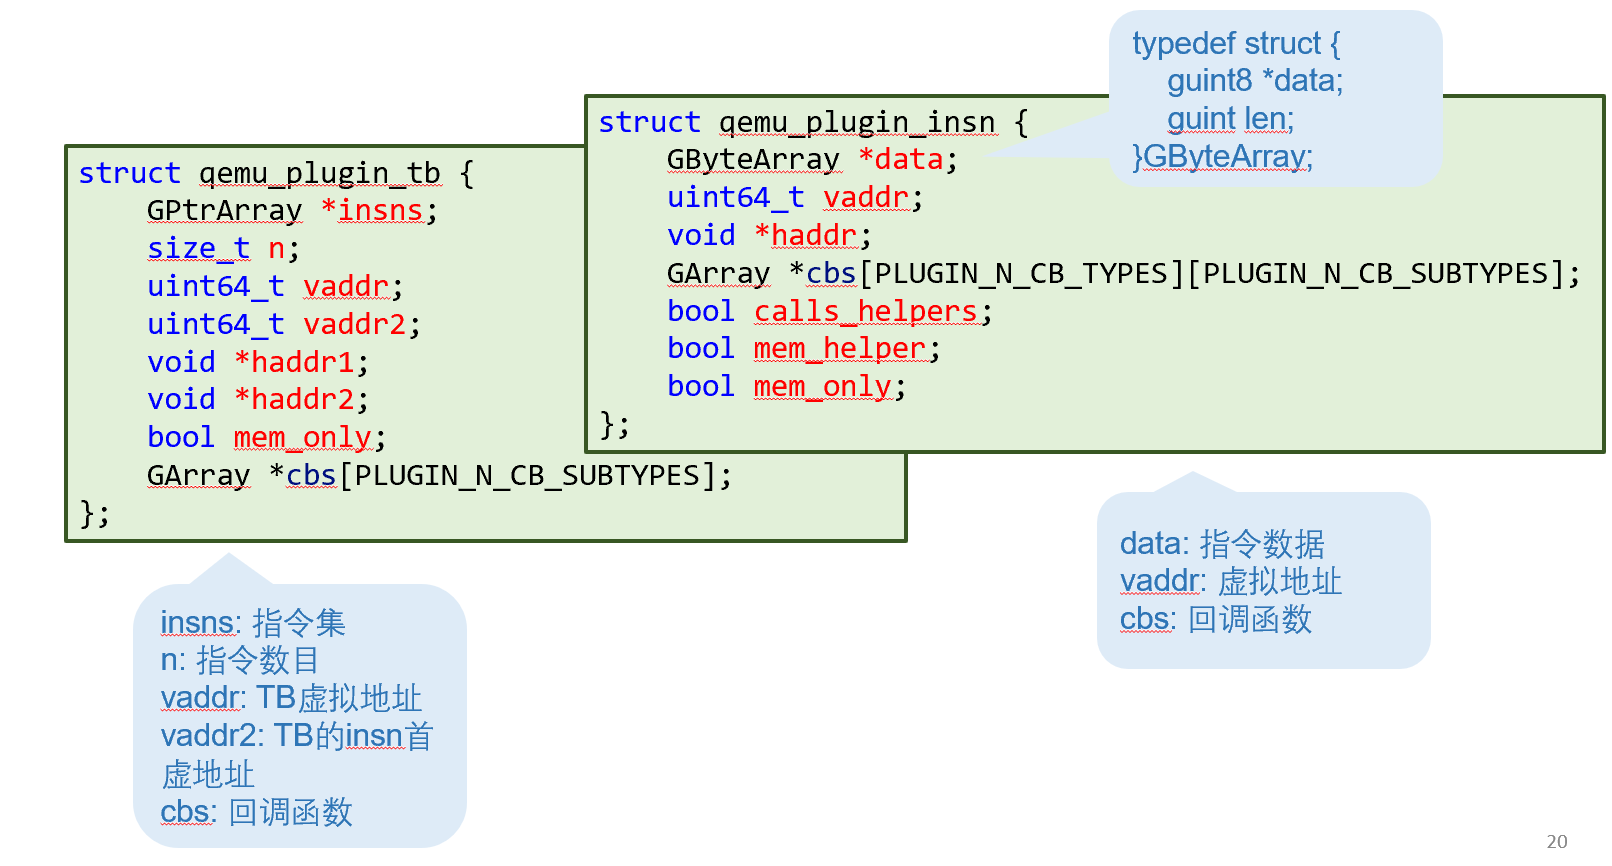 typedef struct {
guint8 *data;
guint len;
}GByteArray;
struct qemu_plugin_insn {
GByteArray *data;
uint64_t vaddr;
void *haddr;
GArray *cbs[PLUGIN_N_CB_TYPES][PLUGIN_N_CB_SUBTYPES];
bool calls_helpers;
bool mem_helper;
bool mem_only;
};
struct qemu_plugin_tb {
GPtrArray *insns;
size_t n;
uint64_t vaddr;
uint64_t vaddr2;
void *haddr1;
void *haddr2;
bool mem_only;
GArray *cbs[PLUGIN_N_CB_SUBTYPES];
};
data: 指令数据
vaddr: 虚拟地址
cbs: 回调函数
insns: 指令集
n: 指令数目
vaddr: TB虚拟地址
vaddr2: TB的insn首
虚地址
cbs: 回调函数
20